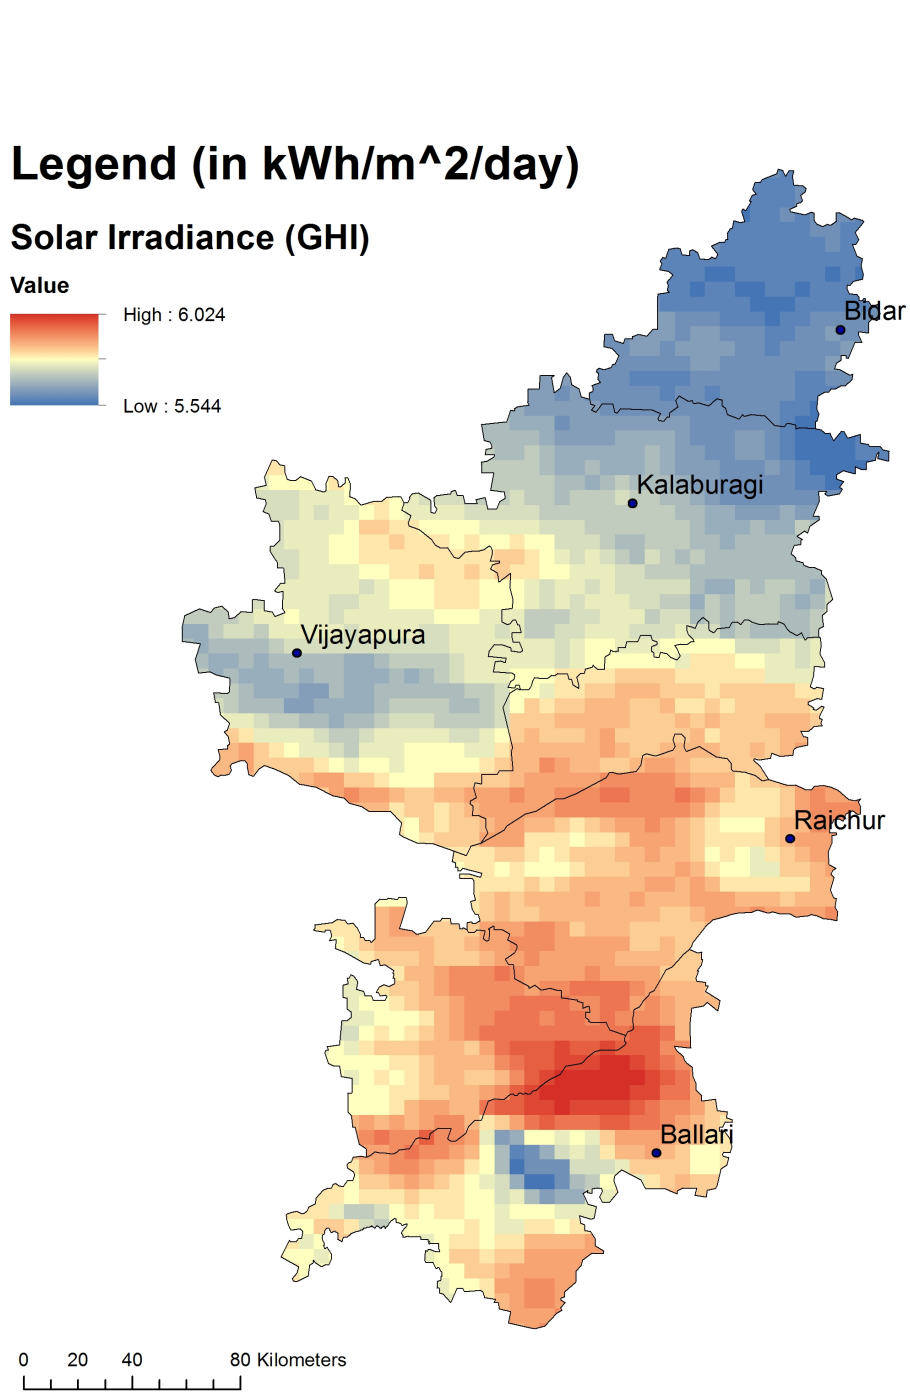 Legend (in kWh/m^2/day)
Solar Irradiance (GHI)
Value
High : 6.024
Low : 5.544
Bidar
Kalaburagi
Vijayapura
Raichur
Ballari
0 20 40 80 Kilometers